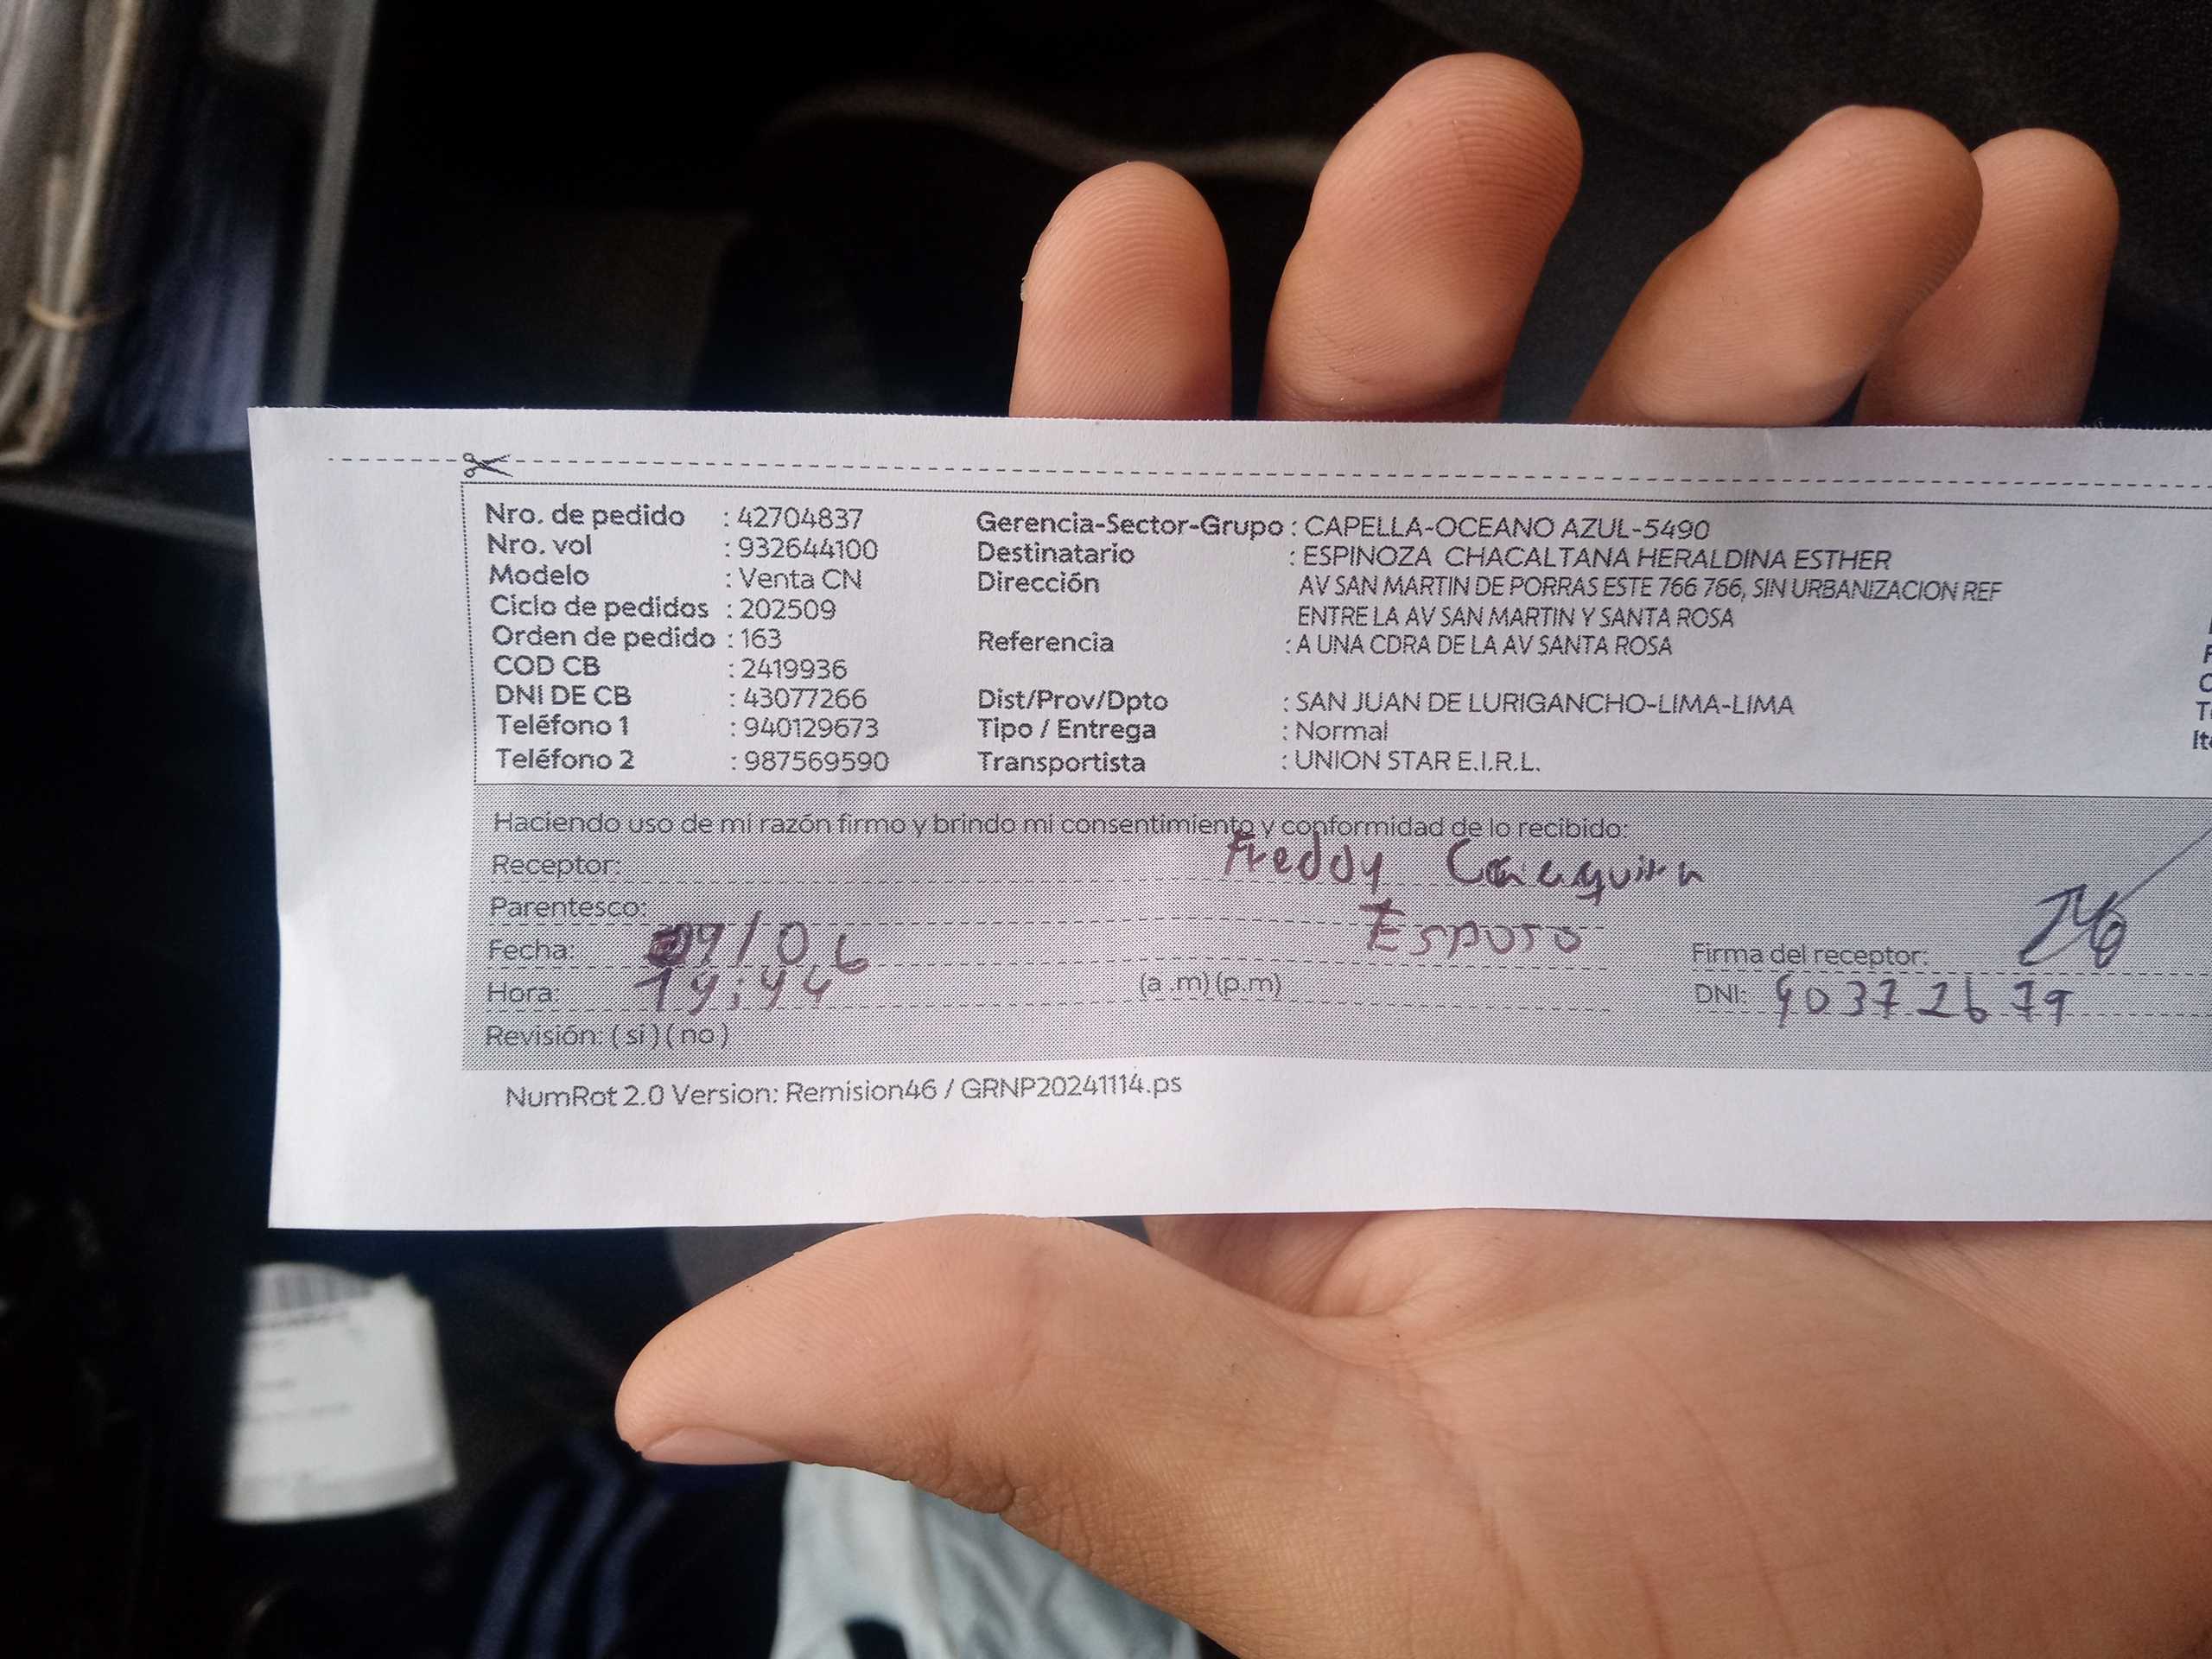 Nro. de pedido : 42704837
Nro. vol : 932644100
Modelo : Venta CN
Ciclo de pedidos : 202509
Orden de pedido : 163
COD CB : 2419936
DNI DE CB : 43077266
Teléfono 1 : 940129673
Teléfono 2 : 987569590
Gerencia-Sector-Grupo : CAPELLA-OCEANO AZUL-5490
Destinatario : ESPINOZA CHACALTANA HERALDINA ESTHER
Dirección AV SAN MARTIN DE PORRAS ESTE 766 766, SIN URBANIZACION REF
ENTRE LA AV SAN MARTIN Y SANTA ROSA
Referencia : A UNA CDRA DE LA AV SANTA ROSA
Dist/Prov/Dpto : SAN JUAN DE LURIGANCHO-LIMA-LIMA
Tipo / Entrega : Normal
Transportista : UNION STAR E.I.R.L.
Haciendo uso de mi razón firmo y brindo mi consentimiento y conformidad de lo recibido:
Receptor: Freddy
Parentesco: Esposo
Fecha: 09/06
Hora: 19:44 (a .m) (p.m)
Revisión: ( si ) ( no )
Firma del receptor:
DNI: 40372679
NumRot 2.0 Version: Remision46 / GRNP20241114.ps